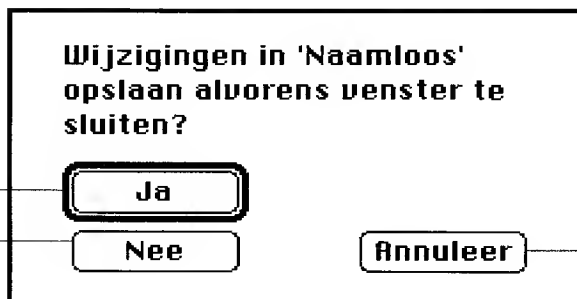 Wijzigingen in 'Naamloos'
opslaan alvorens venster te
sluiten?
Ja
Nee
Annuleer